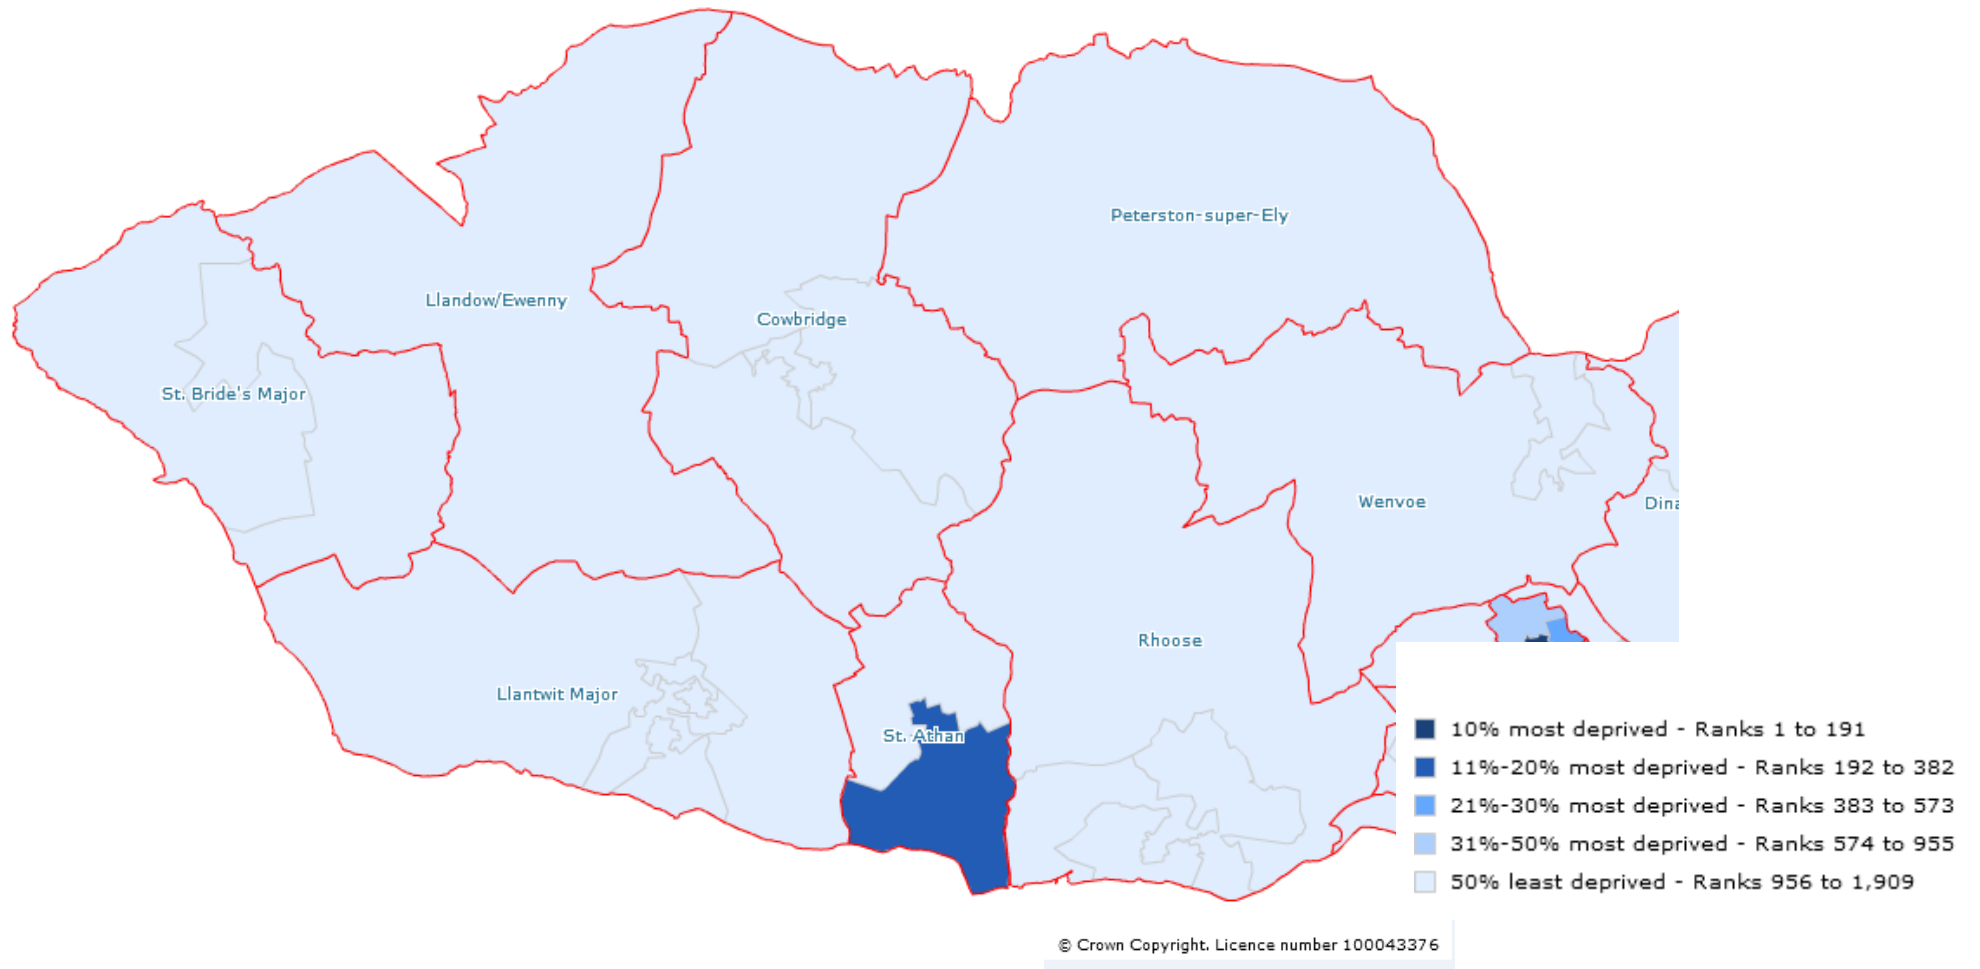 Peterston-super-Ely
Llandow/Ewenny
Cowbridge
St. Bride's Major
Wenvoe
Dina
Rhoose
Llantwit Major
St. Athan
10% most deprived - Ranks 1 to 191
11%-20% most deprived - Ranks 192 to 382
21%-30% most deprived - Ranks 383 to 573
31%-50% most deprived - Ranks 574 to 955
50% least deprived - Ranks 956 to 1,909
© Crown Copyright. Licence number 100043376